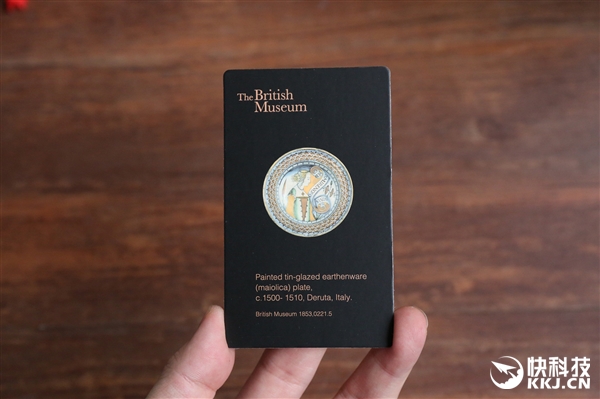 The British
Museum
Painted tin-glazed earthenware
(maiolica) plate,
c.1500- 1510, Deruta, Italy.
British Museum 1853,0221.5
快科技
KKJ.CN